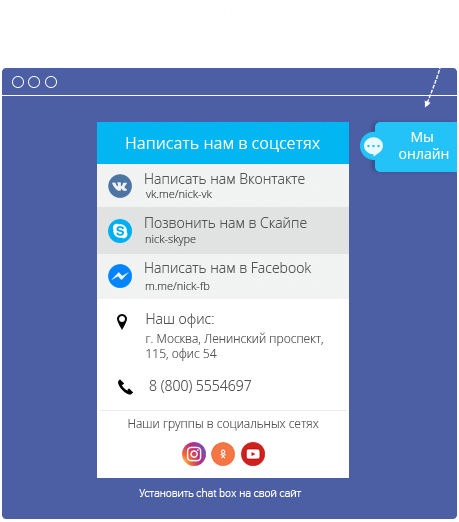 Мы
онлайн
Написать нам в соцсетях
Написать нам Вконтакте
vk.me/nick-vk
Позвонить нам в Скайпе
nick-skype
Написать нам в Facebook
m.me/nick-fb
Наш офис:
г. Москва, Ленинский проспект,
115, офис 54
8 (800) 5554697
Наши группы в социальных сетях
Установить chat box на свой сайт